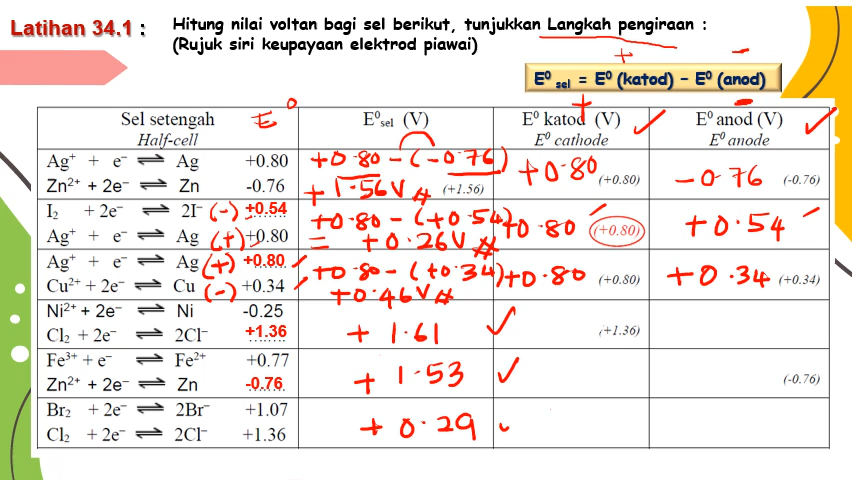 Latihan 34.1 :
Hitung nilai voltan bagi sel berikut, tunjukkan Langkah pengiraan :
(Rujuk siri keupayaan elektrod piawai)
+ -
E⁰ sel = E⁰ (katod) – E⁰ (anod)
Sel setengah E⁰ E⁰sel (V) E⁰ katod (V) E⁰ anod (V)
Half-cell E⁰ cathode E⁰ anode
Ag⁺ + e⁻ ⇌ Ag +0.80 +0.80 - (-0.76) +0.80 (+0.80) -0.76 (-0.76)
Zn²⁺ + 2e⁻ ⇌ Zn -0.76 +1.56V (+1.56)
I₂ + 2e⁻ ⇌ 2I⁻ (-) +0.54 +0.80 - (+0.54) +0.80 (+0.80) +0.54
Ag⁺ + e⁻ ⇌ Ag (+) +0.80 = +0.26V
Ag⁺ + e⁻ ⇌ Ag (+) +0.80 +0.80 - (+0.34) +0.80 (+0.80) +0.34 (+0.34)
Cu²⁺ + 2e⁻ ⇌ Cu (-) +0.34 +0.46V
Ni²⁺ + 2e⁻ ⇌ Ni -0.25
Cl₂ + 2e⁻ ⇌ 2Cl⁻ +1.36 +1.61 (+1.36)
Fe³⁺ + e⁻ ⇌ Fe²⁺ +0.77
Zn²⁺ + 2e⁻ ⇌ Zn -0.76 +1.53 (-0.76)
Br₂ + 2e⁻ ⇌ 2Br⁻ +1.07
Cl₂ + 2e⁻ ⇌ 2Cl⁻ +1.36 +0.29